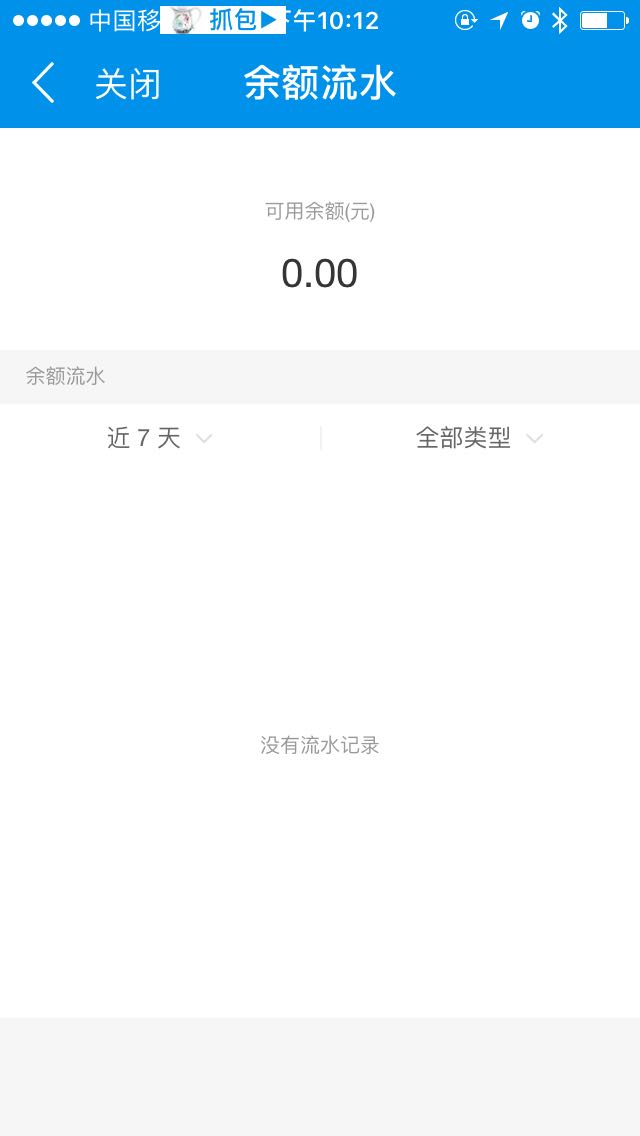 中国移 抓包 下午10:12
关闭 余额流水
可用余额(元)
0.00
余额流水
近 7 天 全部类型
没有流水记录